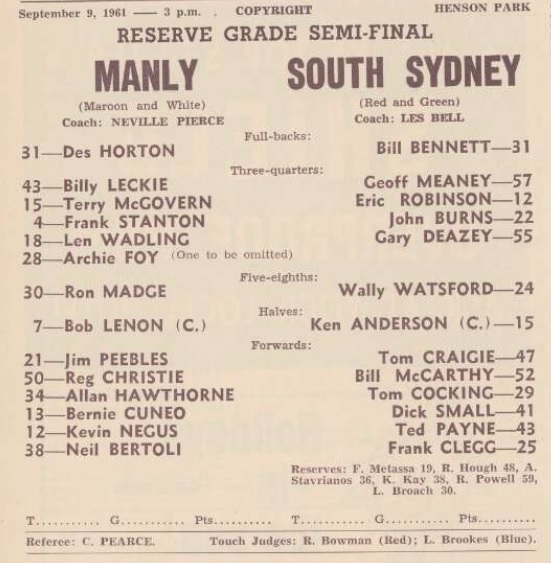 September 9, 1961 — 3 p.m. . COPYRIGHT HENSON PARK
RESERVE GRADE SEMI-FINAL
MANLY SOUTH SYDNEY
(Maroon and White) (Red and Green)
Coach: NEVILLE PIERCE Coach: LES BELL
Full-backs:
31—Des HORTON Bill BENNETT—31
Three-quarters:
43—Billy LECKIE Geoff MEANEY—57
15—Terry McGOVERN Eric ROBINSON—12
4—Frank STANTON John BURNS—22
18—Len WADLING Gary DEAZEY—55
28—Archie FOY (One to be omitted)
Five-eighths:
30—Ron MADGE Wally WATSFORD—24
Halves:
7—Bob LENON (C.) Ken ANDERSON (C.)—15
Forwards:
21—Jim PEEBLES Tom CRAIGIE—47
50—Reg CHRISTIE Bill McCARTHY—52
34—Allan HAWTHORNE Tom COCKING—29
13—Bernie CUNEO Dick SMALL—41
12—Kevin NEGUS Ted PAYNE—43
38—Neil BERTOLI Frank CLEGG—25
Reserves: F. Metassa 19, R. Hough 48, A.
Stavrianos 36, K. Kay 38, R. Powell 59,
L. Broach 30.
T.......... G.......... Pts.......... T.......... G.......... Pts..........
Referee: C. PEARCE. Touch Judges: R. Bowman (Red); L. Brookes (Blue).